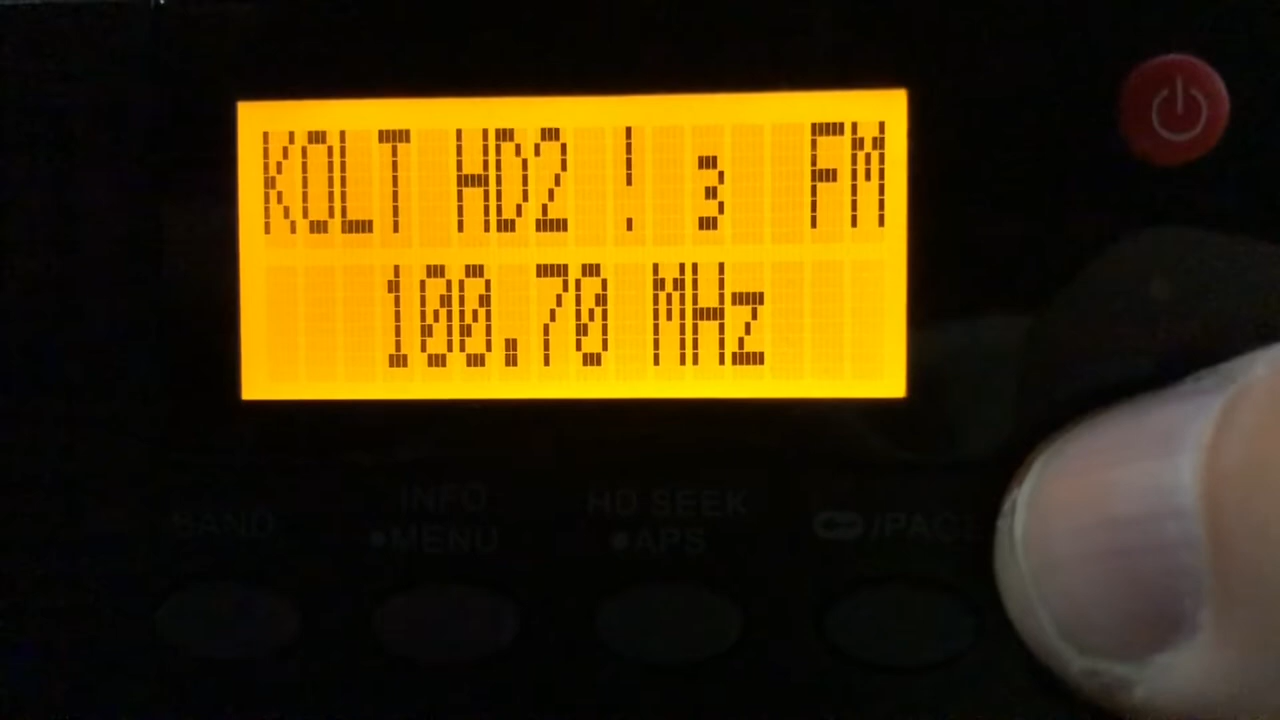 KOLT HD2 ! 3 FM
100.70 MHz
BAND
INFO
•MENU
HD SEEK
•APS
/PAGE